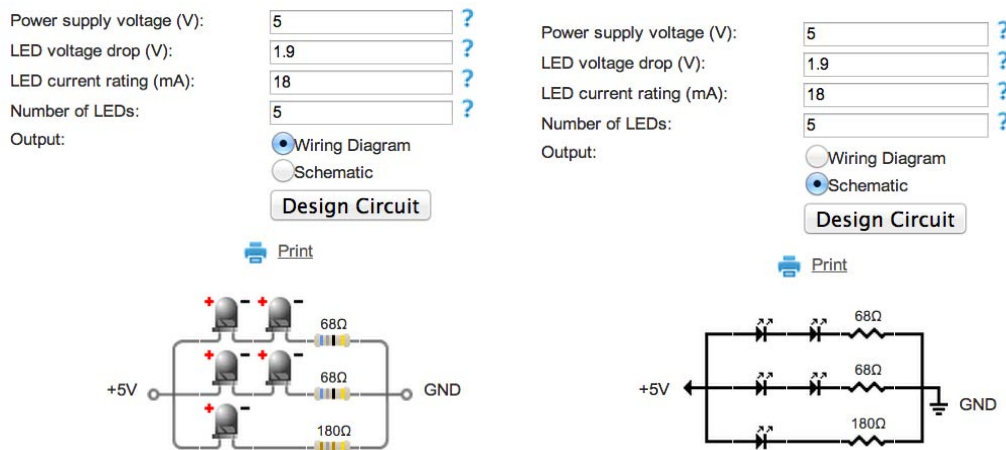 Power supply voltage (V): 5 ?
LED voltage drop (V): 1.9 ?
LED current rating (mA): 18 ?
Number of LEDs: 5 ?
Output: Wiring Diagram
Schematic
Design Circuit
Print
+ - + -
68Ω
+ - + -
68Ω
+5V GND
+ -
180Ω
Power supply voltage (V): 5 ?
LED voltage drop (V): 1.9 ?
LED current rating (mA): 18 ?
Number of LEDs: 5 ?
Output: Wiring Diagram
Schematic
Design Circuit
Print
68Ω
68Ω
+5V
GND
180Ω